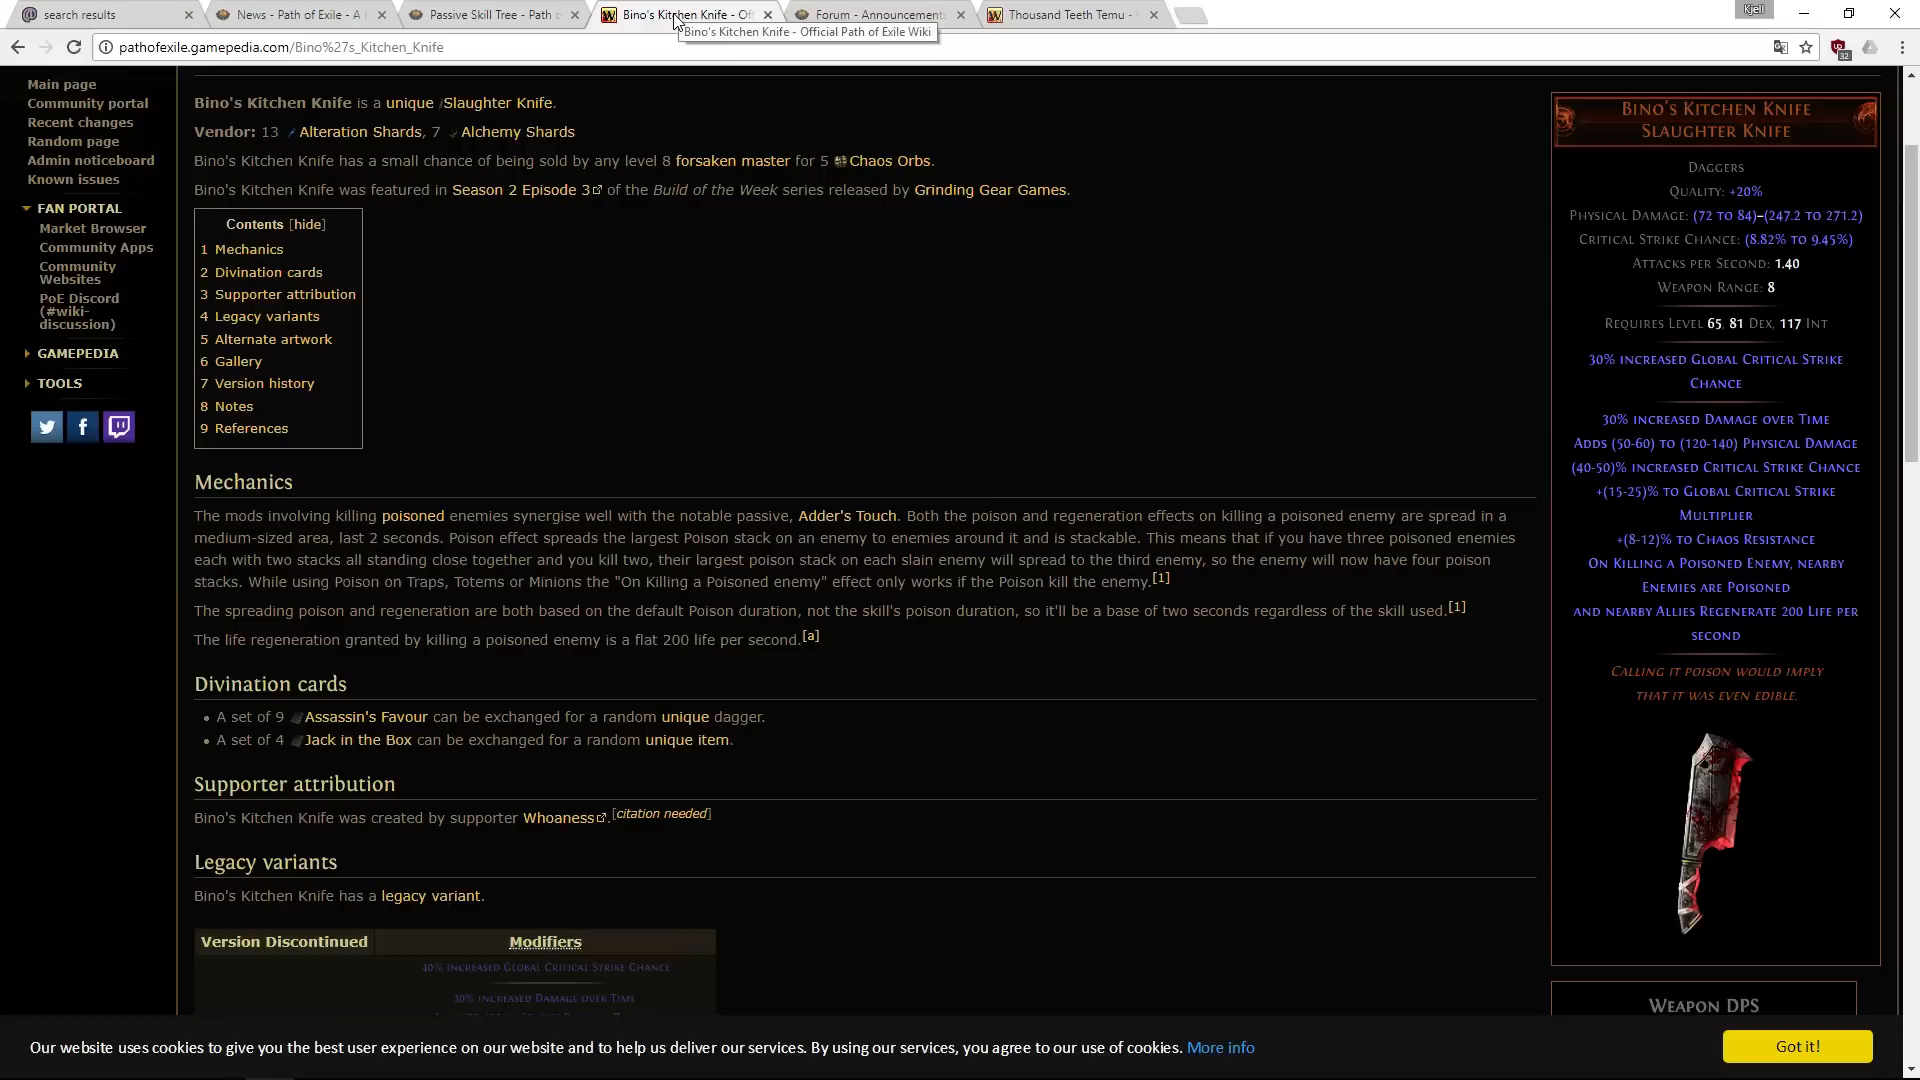 search results
News - Path of Exile - A
Passive Skill Tree - Path
Bino's Kitchen Knife - Off
Forum - Announcements
Thousand Teeth Temu -
Kjell
Bino's Kitchen Knife - Official Path of Exile Wiki
pathofexile.gamepedia.com/Bino%27s_Kitchen_Knife
32
Main page
Community portal
Recent changes
Random page
Admin noticeboard
Known issues
FAN PORTAL
Market Browser
Community Apps
Community
Websites
PoE Discord
(#wiki-
discussion)
GAMEPEDIA
TOOLS
Bino's Kitchen Knife is a unique Slaughter Knife.
Vendor: 13 Alteration Shards, 7 Alchemy Shards
Bino's Kitchen Knife has a small chance of being sold by any level 8 forsaken master for 5 Chaos Orbs.
Bino's Kitchen Knife was featured in Season 2 Episode 3 of the Build of the Week series released by Grinding Gear Games.
Contents [hide]
1 Mechanics
2 Divination cards
3 Supporter attribution
4 Legacy variants
5 Alternate artwork
6 Gallery
7 Version history
8 Notes
9 References
Mechanics
The mods involving killing poisoned enemies synergise well with the notable passive, Adder's Touch. Both the poison and regeneration effects on killing a poisoned enemy are spread in a
medium-sized area, last 2 seconds. Poison effect spreads the largest Poison stack on an enemy to enemies around it and is stackable. This means that if you have three poisoned enemies
each with two stacks all standing close together and you kill two, their largest poison stack on each slain enemy will spread to the third enemy, so the enemy will now have four poison
stacks. While using Poison on Traps, Totems or Minions the "On Killing a Poisoned enemy" effect only works if the Poison kill the enemy.[1]
The spreading poison and regeneration are both based on the default Poison duration, not the skill's poison duration, so it'll be a base of two seconds regardless of the skill used.[1]
The life regeneration granted by killing a poisoned enemy is a flat 200 life per second.[a]
Divination cards
• A set of 9 Assassin's Favour can be exchanged for a random unique dagger.
• A set of 4 Jack in the Box can be exchanged for a random unique item.
Supporter attribution
Bino's Kitchen Knife was created by supporter Whoaness.[citation needed]
Legacy variants
Bino's Kitchen Knife has a legacy variant.
Version Discontinued Modifiers
40% increased Global Critical Strike Chance
30% increased Damage over Time
Bino's Kitchen Knife
Slaughter Knife
Daggers
Quality: +20%
Physical Damage: (72 to 84)–(247.2 to 271.2)
Critical Strike Chance: (8.82% to 9.45%)
Attacks per Second: 1.40
Weapon Range: 8
Requires Level 65, 81 Dex, 117 Int
30% increased Global Critical Strike
Chance
30% increased Damage over Time
Adds (50-60) to (120-140) Physical Damage
(40-50)% increased Critical Strike Chance
+(15-25)% to Global Critical Strike
Multiplier
+(8-12)% to Chaos Resistance
On Killing a Poisoned Enemy, nearby
Enemies are Poisoned
and nearby Allies Regenerate 200 Life per
second
Calling it poison would imply
that it was even edible.
Weapon DPS
Our website uses cookies to give you the best user experience on our website and to help us deliver our services. By using our services, you agree to our use of cookies. More info
Got it!